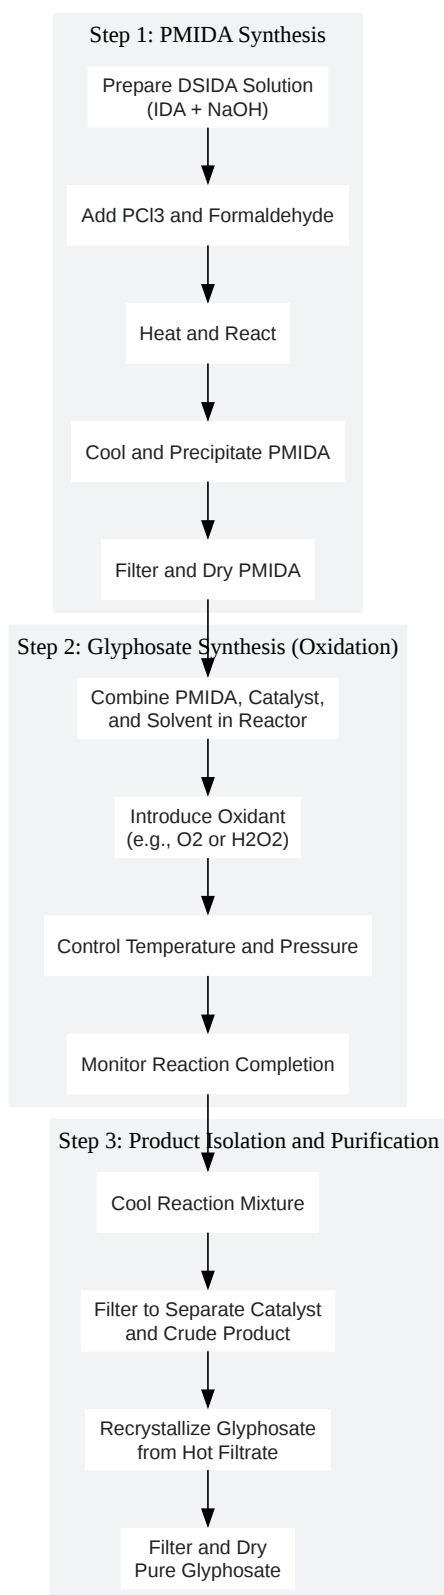 Step 1: PMIDA Synthesis
Prepare DSIDA Solution
(IDA + NaOH)
Add PCl3 and Formaldehyde
Heat and React
Cool and Precipitate PMIDA
Filter and Dry PMIDA
Step 2: Glyphosate Synthesis (Oxidation)
Combine PMIDA, Catalyst,
and Solvent in Reactor
Introduce Oxidant
(e.g., O2 or H2O2)
Control Temperature and Pressure
Monitor Reaction Completion
Step 3: Product Isolation and Purification
Cool Reaction Mixture
Filter to Separate Catalyst
and Crude Product
Recrystallize Glyphosate
from Hot Filtrate
Filter and Dry
Pure Glyphosate